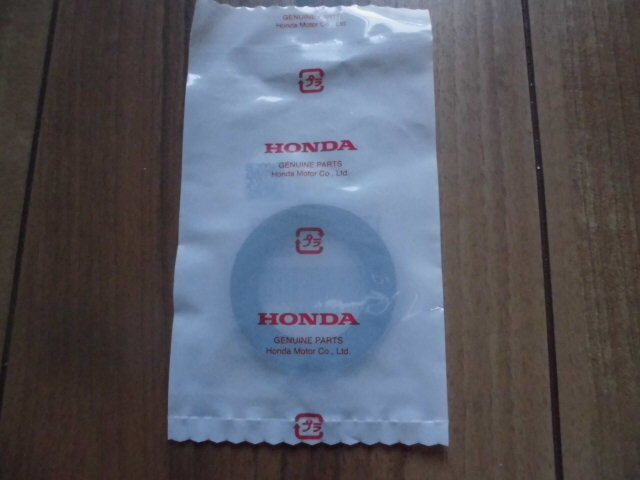 GENUINE PARTS
Honda Motor Co., Ltd.
プラ
HONDA
GENUINE PARTS
Honda Motor Co., Ltd.
プラ
HONDA
GENUINE PARTS
Honda Motor Co., Ltd.
プラ